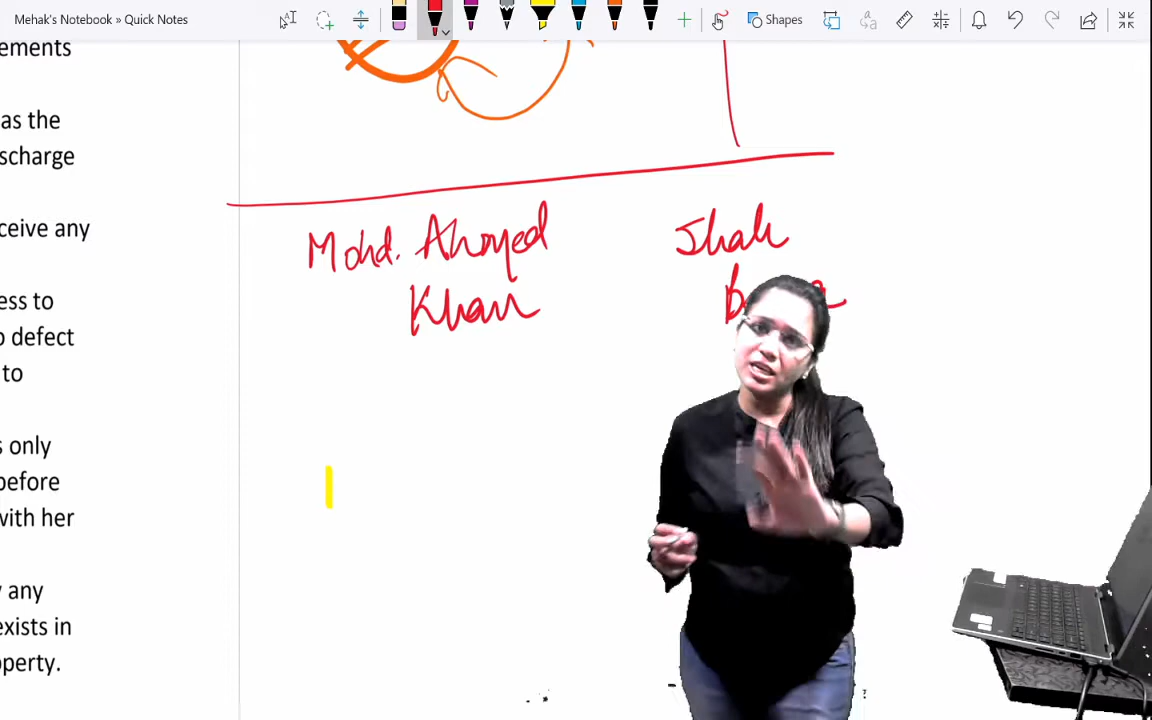 Mehak's Notebook » Quick Notes
Shapes
ements
as the
scharge
ceive any
ess to
o defect
to
s only
before
with her
y any
exists in
operty.
Mohd. Ahmed Shah
Khan